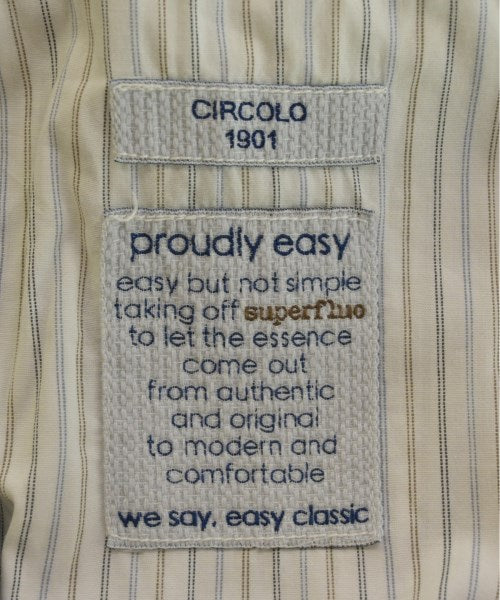 CIRCOLO
1901
proudly easy
easy but not simple
taking off superfluo
to let the essence
come out
from authentic
and original
to modern and
comfortable
we say, easy classic